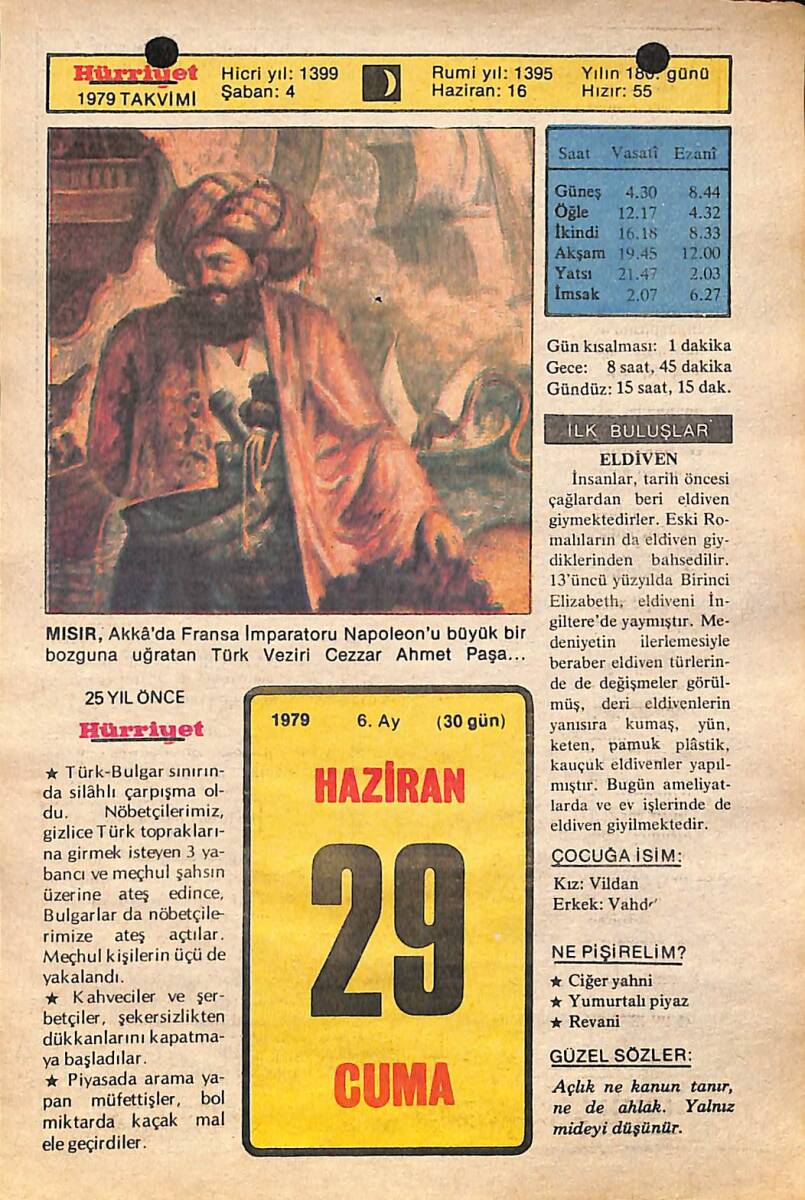 Hürriyet
1979 TAKVİMİ
Hicri yıl: 1399
Şaban: 4
Rumi yıl: 1395
Haziran: 16
Yılın günü
Hızır: 55
Saat Vasatî Ezanî
Güneş 4.30 8.44
Öğle 12.17 4.32
İkindi 16.18 8.33
Akşam 19.45 12.00
Yatsı 21.47 2.03
İmsak 2.07 6.27
Gün kısalması: 1 dakika
Gece: 8 saat, 45 dakika
Gündüz: 15 saat, 15 dak.
MISIR, Akkâ'da Fransa İmparatoru Napoleon'u büyük bir
bozguna uğratan Türk Veziri Cezzar Ahmet Paşa...
İLK BULUŞLAR
ELDİVEN
İnsanlar, tarih öncesi
çağlardan beri eldiven
giymektedirler. Eski Ro-
malıların da eldiven giy-
diklerinden bahsedilir.
13'üncü yüzyılda Birinci
Elizabeth, eldiveni İn-
giltere'de yaymıştır. Me-
deniyetin ilerlemesiyle
beraber eldiven türlerin-
de de değişmeler görül-
müş, deri eldivenlerin
yanısıra kumaş, yün,
keten, pamuk plâstik,
kauçuk eldivenler yapıl-
mıştır. Bugün ameliyat-
larda ve ev işlerinde de
eldiven giyilmektedir.
ÇOCUĞA İSİM:
Kız: Vildan
Erkek:
NE PİŞİRELİM?
★ Ciğer yahni
★ Yumurtalı piyaz
★ Revani
GÜZEL SÖZLER:
Açlık ne kanun tanır,
ne de ahlak. Yalnız
mideyi düşünür.
25 YIL ÖNCE
Hürriyet
★ Türk-Bulgar sınırın-
da silâhlı çarpışma ol-
du. Nöbetçilerimiz,
gizlice Türk toprakları-
na girmek isteyen 3 ya-
bancı ve meçhul şahsın
üzerine ateş edince,
Bulgarlar da nöbetçile-
rimize ateş açtılar.
Meçhul kişilerin üçü de
yakalandı.
★ Kahveciler ve şer-
betçiler, şekersizlikten
dükkanlarını kapatma-
ya başladılar.
★ Piyasada arama ya-
pan müfettişler, bol
miktarda kaçak mal
ele geçirdiler.
1979 6. Ay (30 gün)
HAZİRAN
29
CUMA